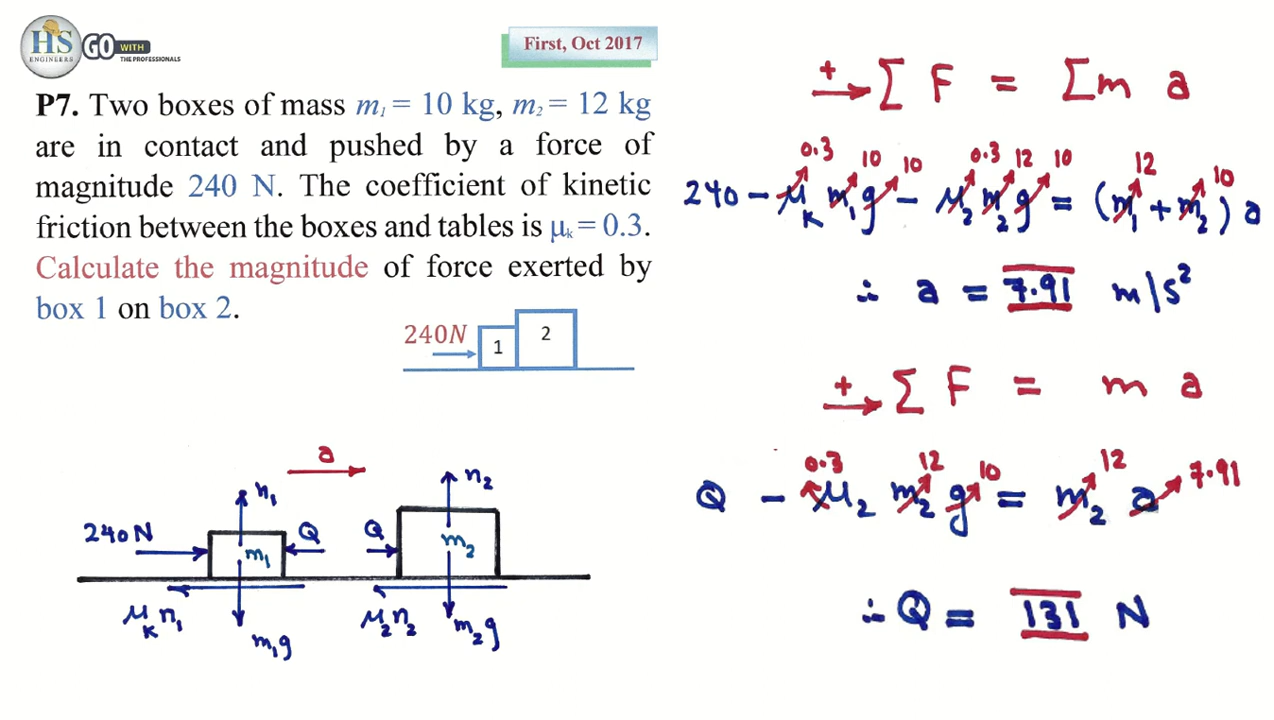 HS
ENGINEERS
GO WITH
THE PROFESSIONALS
First, Oct 2017
P7. Two boxes of mass m₁ = 10 kg, m₂ = 12 kg
are in contact and pushed by a force of
magnitude 240 N. The coefficient of kinetic
friction between the boxes and tables is μₖ = 0.3.
Calculate the magnitude of force exerted by
box 1 on box 2.
240N
1
2
a
n₁
n₂
240 N
m₁
Q
Q
m₂
μₖ n₁
m₁g
μ₂n₂
m₂g
+ Σ F = Σm a
0.3 10 10 0.3 12 10 12 10
240 - μₖ m₁ g - μ₂ m₂ g = (m₁ + m₂) a
∴ a = 7.91 m/s²
+ Σ F = m a
0.3 12 10 12 7.91
Q - μ₂ m₂ g = m₂ a
∴ Q = 131 N